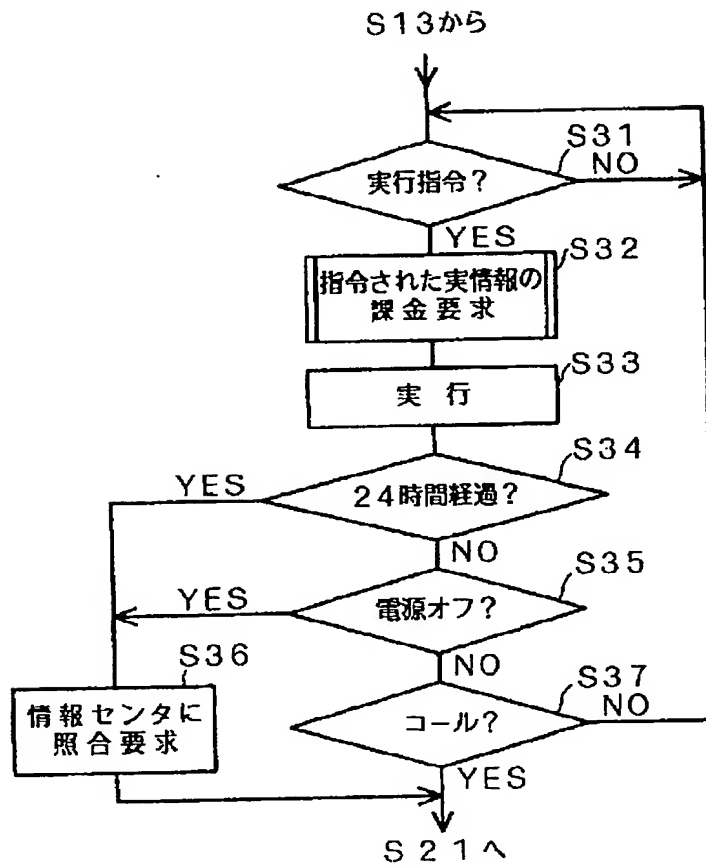 S13から
S31
実行指令?
NO
YES
S32
指令された実情報の
課金要求
S33
実行
S34
24時間経過?
YES
NO
S35
電源オフ?
YES
NO
S36
情報センタに
照合要求
S37
コール?
NO
YES
S21へ